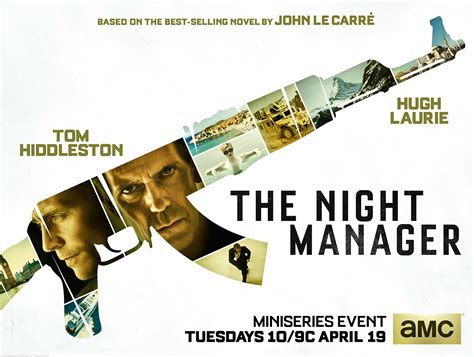 BASED ON THE BEST-SELLING NOVEL BY JOHN LE CARRÉ
HUGH
LAURIE
TOM
HIDDLESTON
THE NIGHT
MANAGER
MINISERIES EVENT
TUESDAYS 10/9C APRIL 19
amc